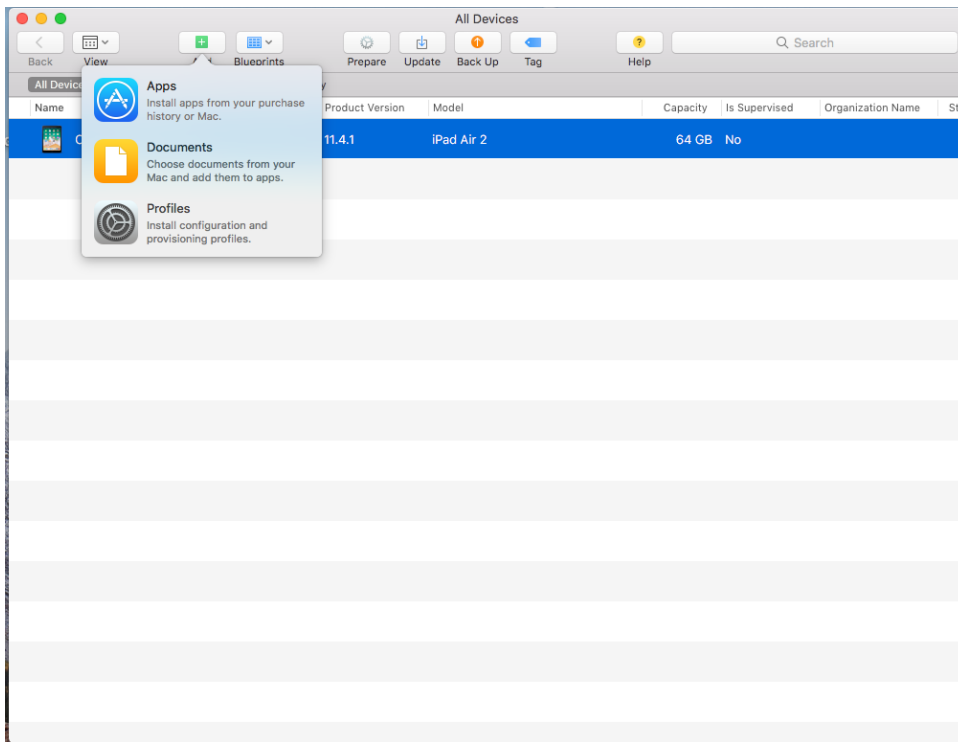 All Devices
Back View Blueprints Prepare Update Back Up Tag Help
Search
Name Product Version Model Capacity Is Supervised Organization Name
11.4.1 iPad Air 2 64 GB No
Apps
Install apps from your purchase
history or Mac.
Documents
Choose documents from your
Mac and add them to apps.
Profiles
Install configuration and
provisioning profiles.